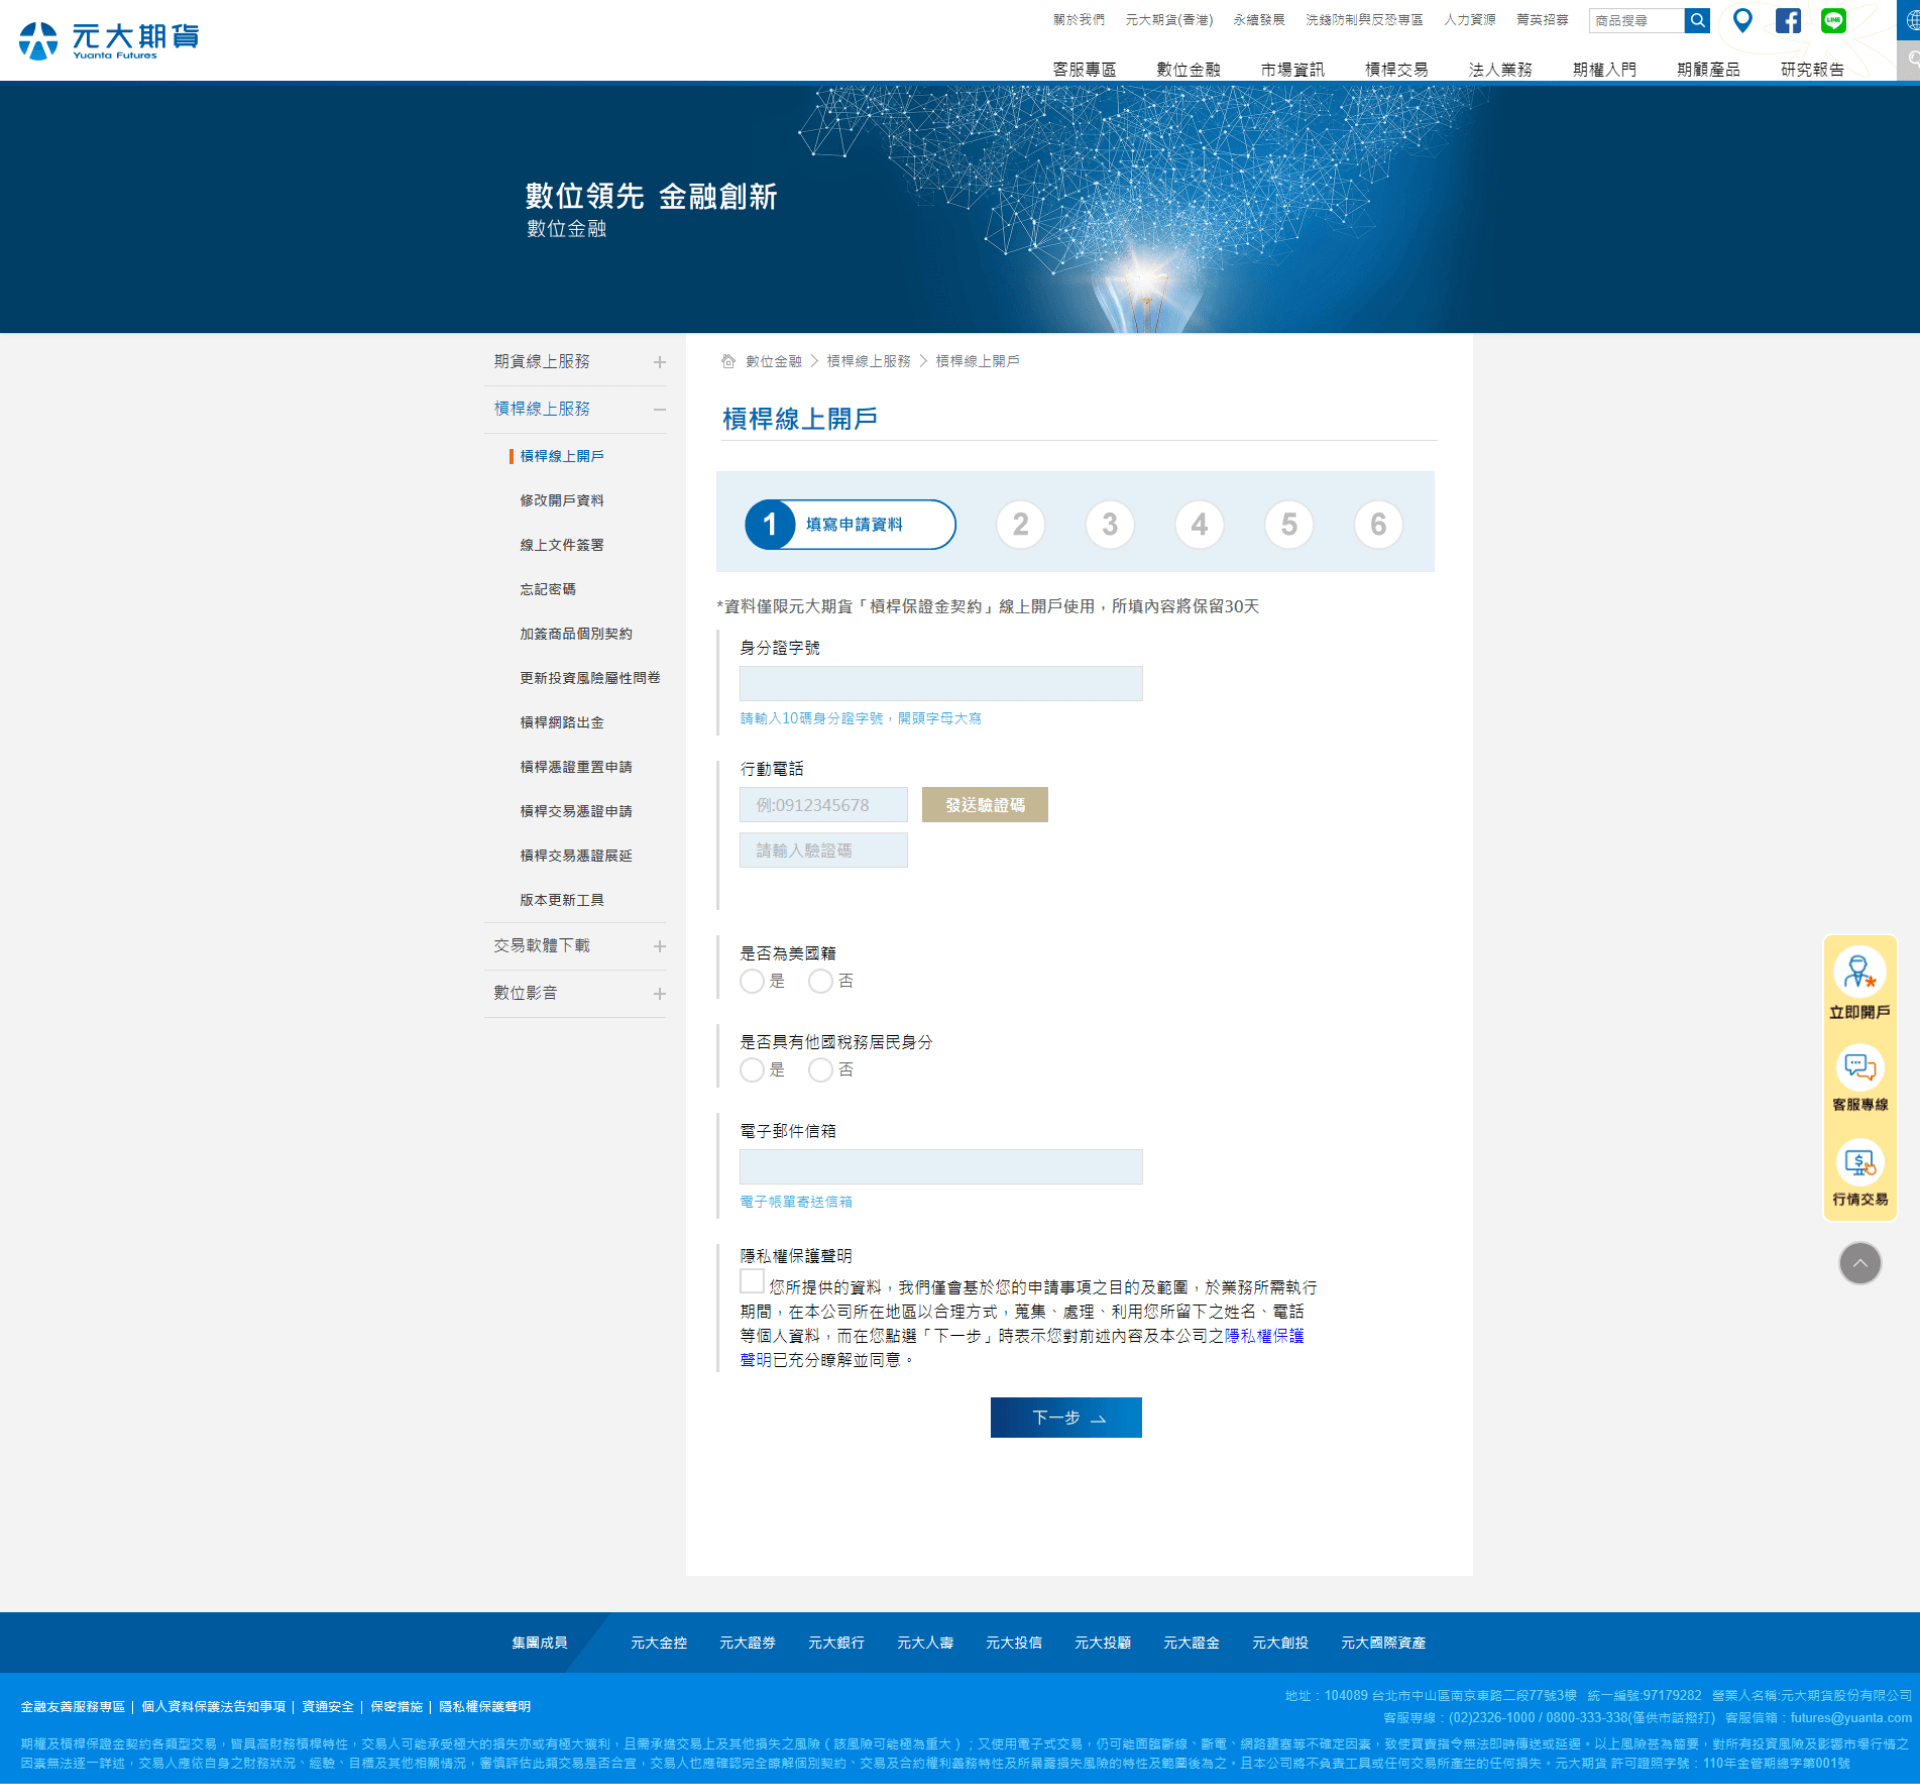 元大期貨
Yuanta Futures
關於我們 元大期貨(香港) 永續發展 洗錢防制與反恐專區 人力資源 菁英招募 商品搜尋
客服專區 數位金融 市場資訊 槓桿交易 法人業務 期權入門 期顧產品 研究報告
數位領先 金融創新
數位金融
期貨線上服務
槓桿線上服務
槓桿線上開戶
修改開戶資料
線上文件簽署
忘記密碼
加簽商品個別契約
更新投資風險屬性問卷
槓桿網路出金
槓桿憑證重置申請
槓桿交易憑證申請
槓桿交易憑證展延
版本更新工具
交易軟體下載
數位影音
數位金融 槓桿線上服務 槓桿線上開戶
槓桿線上開戶
1 填寫申請資料 2 3 4 5 6
*資料僅限元大期貨「槓桿保證金契約」線上開戶使用，所填內容將保留30天
身分證字號
請輸入10碼身分證字號，開頭字母大寫
行動電話
例:0912345678 發送驗證碼
請輸入驗證碼
是否為美國籍
是 否
是否具有他國稅務居民身分
是 否
電子郵件信箱
電子帳單寄送信箱
隱私權保護聲明
您所提供的資料，我們僅會基於您的申請事項之目的及範圍，於業務所需執行
期間，在本公司所在地區以合理方式，蒐集、處理、利用您所留下之姓名、電話
等個人資料，而在您點選「下一步」時表示您對前述內容及本公司之隱私權保護
聲明已充分瞭解並同意。
下一步
立即開戶
客服專線
行情交易
集團成員 元大金控 元大證券 元大銀行 元大人壽 元大投信 元大投顧 元大證金 元大創投 元大國際資產
金融友善服務專區 | 個人資料保護法告知事項 | 資通安全 | 保密措施 | 隱私權保護聲明
地址：104089 台北市中山區南京東路二段77號3樓 統一編號:97179282 營業人名稱:元大期貨股份有限公司
客服專線：(02)2326-1000 / 0800-333-338(僅供市話撥打) 客服信箱：futures@yuanta.com
期權及槓桿保證金契約各類型交易，皆具高財務槓桿特性，交易人可能承受極大的損失亦或有極大獲利，且需承擔交易上及其他損失之風險（該風險可能極為重大）；又使用電子式交易，仍可能面臨斷線、斷電、網路壅塞等不確定因素，致使買賣指令無法即時傳送或延遲。以上風險甚為簡要，對所有投資風險及影響市場行情之
因素無法逐一詳述，交易人應依自身之財務狀況、經驗、目標及其他相關情況，審慎評估此類交易是否合宜，交易人也應確認完全瞭解個別契約、交易及合約權利義務特性及所暴露損失風險的特性及範圍後為之。且本公司將不負責工具或任何交易所產生的任何損失。元大期貨 許可證照字號：110年金管期總字第001號